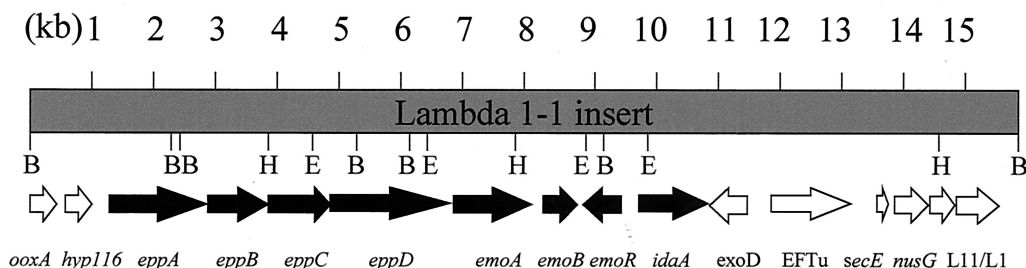 (kb) 1 2 3 4 5 6 7 8 9 10 11 12 13 14 15
Lambda 1-1 insert
B BB H E B B E H E B E H B
ooxA hyp116 eppA eppB eppC eppD emoA emoB emoR idaA exoD EFTu secE nusG L11/L1